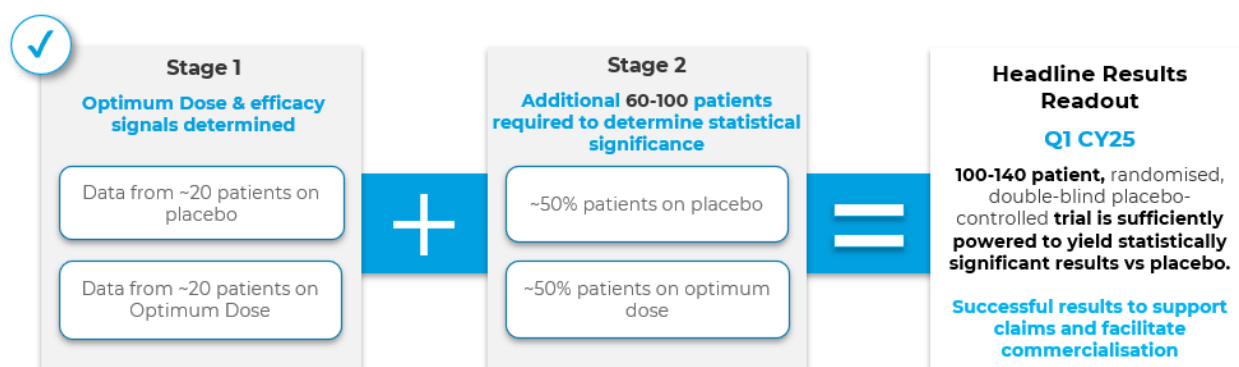 Stage 1
Optimum Dose & efficacy
signals determined
Data from ~20 patients on
placebo
Data from ~20 patients on
Optimum Dose
+
Stage 2
Additional 60-100 patients
required to determine statistical
significance
~50% patients on placebo
~50% patients on optimum
dose
=
Headline Results
Readout
Q1 CY25
100-140 patient, randomised,
double-blind placebo-
controlled trial is sufficiently
powered to yield statistically
significant results vs placebo.
Successful results to support
claims and facilitate
commercialisation